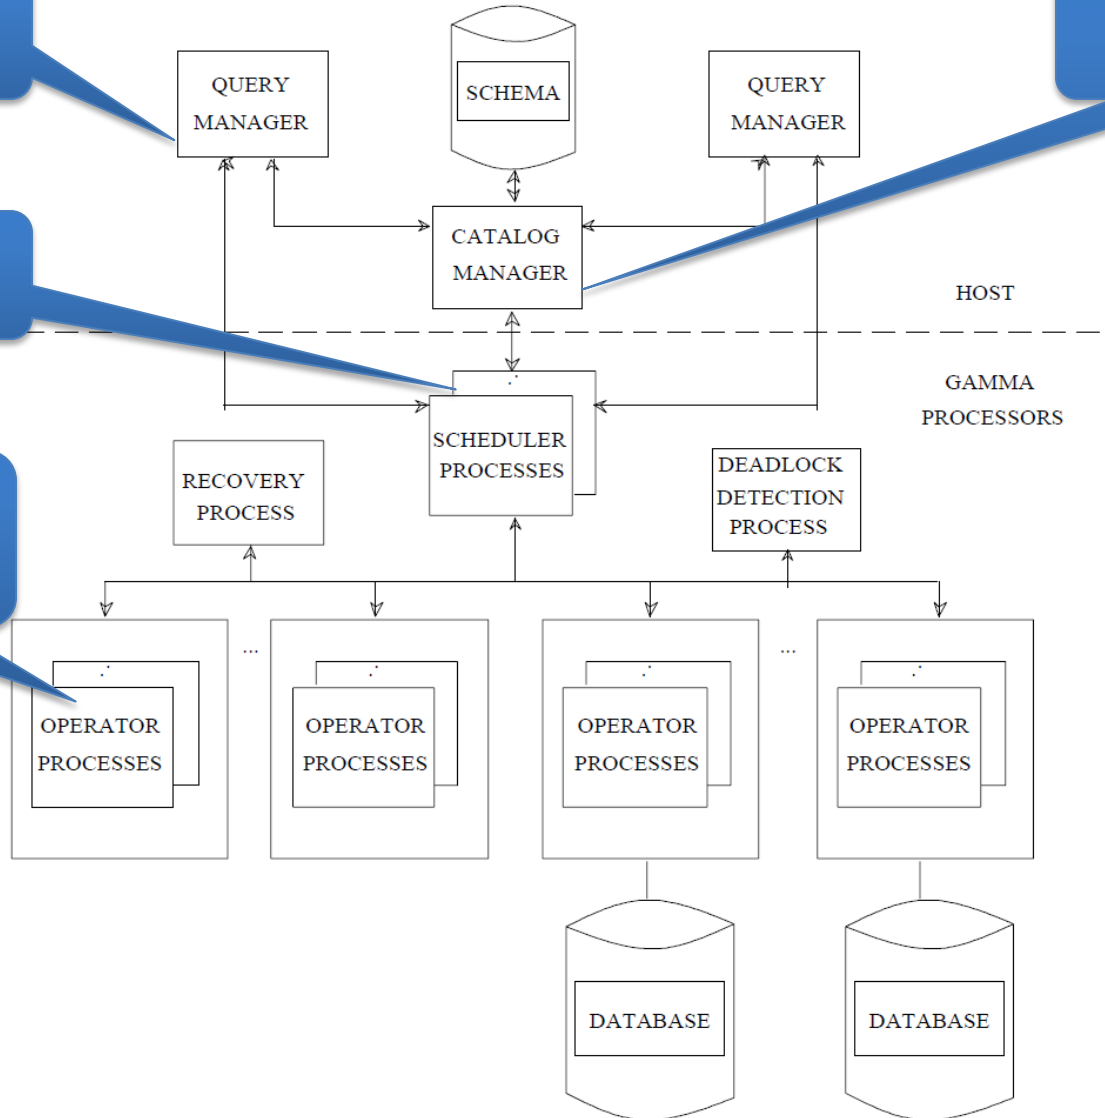 QUERY
MANAGER
SCHEMA
QUERY
MANAGER
CATALOG
MANAGER
HOST
GAMMA
PROCESSORS
SCHEDULER
PROCESSES
RECOVERY
PROCESS
DEADLOCK
DETECTION
PROCESS
...
...
OPERATOR
PROCESSES
OPERATOR
PROCESSES
OPERATOR
PROCESSES
OPERATOR
PROCESSES
DATABASE
DATABASE